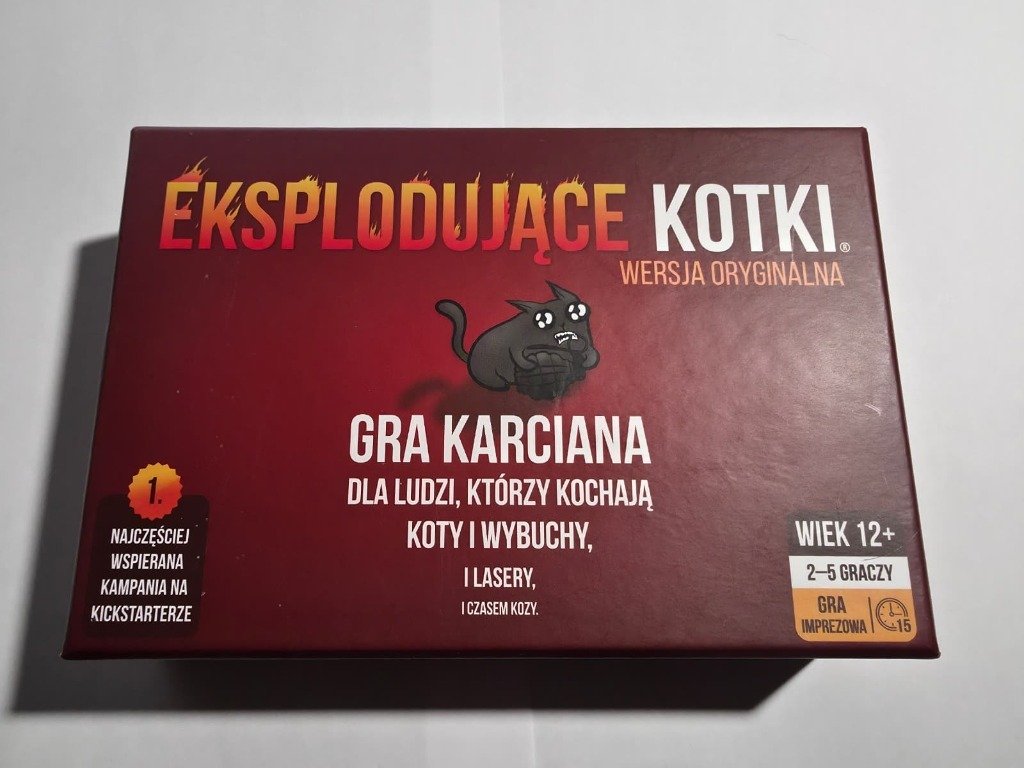 EKSPLODUJĄCE KOTKI®
WERSJA ORYGINALNA
GRA KARCIANA
DLA LUDZI, KTÓRZY KOCHAJĄ
KOTY I WYBUCHY,
I LASERY,
I CZASEM KOZY.
1.
NAJCZĘŚCIEJ
WSPIERANA
KAMPANIA NA
KICKSTARTERZE
WIEK 12+
2–5 GRACZY
GRA
IMPREZOWA
15